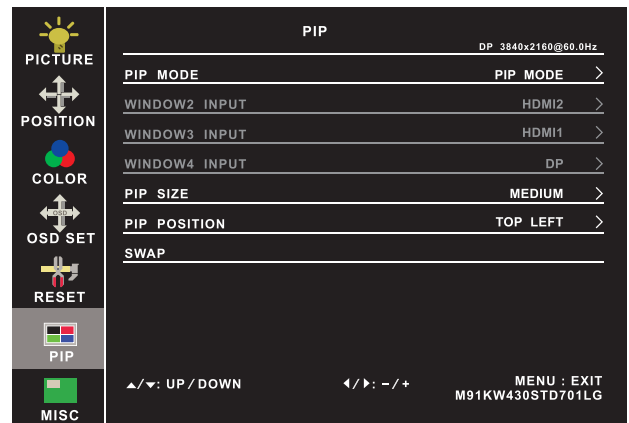 PICTURE
POSITION
COLOR
OSD
OSD SET
RESET
PIP
MISC
PIP
DP 3840x2160@60.0Hz
PIP MODE PIP MODE >
WINDOW2 INPUT HDMI2 >
WINDOW3 INPUT HDMI1 >
WINDOW4 INPUT DP >
PIP SIZE MEDIUM >
PIP POSITION TOP LEFT >
SWAP
▲/▼: UP / DOWN ◀/▶: - / + MENU : EXIT
M91KW430STD701LG